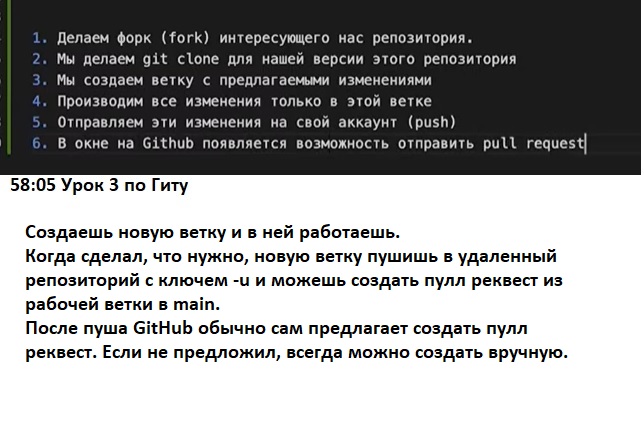 1. Делаем форк (fork) интересующего нас репозитория.
2. Мы делаем git clone для нашей версии этого репозитория
3. Мы создаем ветку с предлагаемыми изменениями
4. Производим все изменения только в этой ветке
5. Отправляем эти изменения на свой аккаунт (push)
6. В окне на Github появляется возможность отправить pull request
58:05 Урок 3 по Гиту
Создаешь новую ветку и в ней работаешь.
Когда сделал, что нужно, новую ветку пушишь в удаленный
репозиторий с ключем -u и можешь создать пулл реквест из
рабочей ветки в main.
После пуша GitHub обычно сам предлагает создать пулл
реквест. Если не предложил, всегда можно создать вручную.